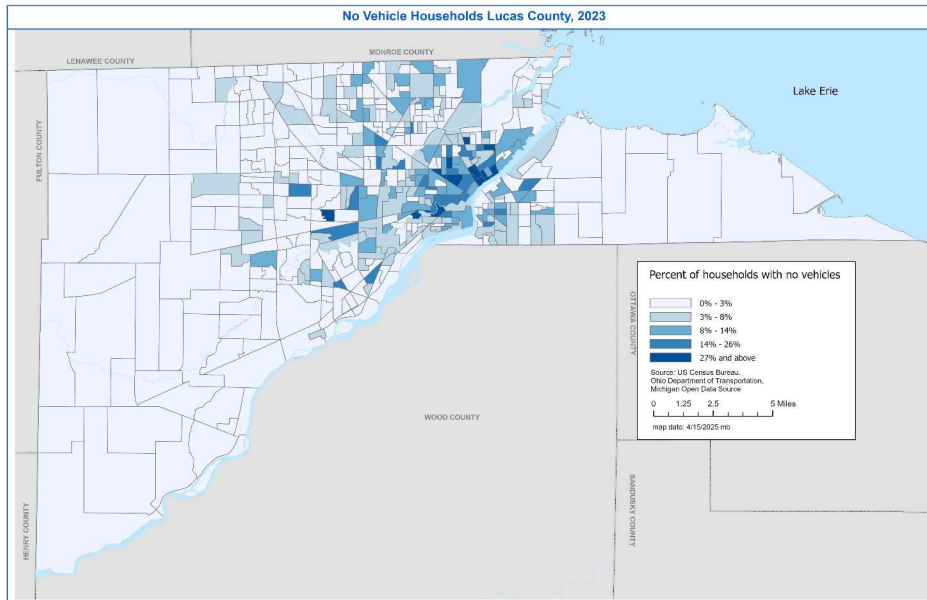 No Vehicle Households Lucas County, 2023
MONROE COUNTY
LENAWEE COUNTY
Lake Erie
FULTON COUNTY
Percent of households with no vehicles
0% - 3%
3% - 8%
8% - 14%
14% - 26%
27% and above
Source: US Census Bureau,
Ohio Department of Transportation,
Michigan Open Data Source
0 1.25 2.5 5 Miles
map date: 4/15/2025 mb
OTTAWA COUNTY
WOOD COUNTY
SANDUSKY COUNTY
HENRY COUNTY